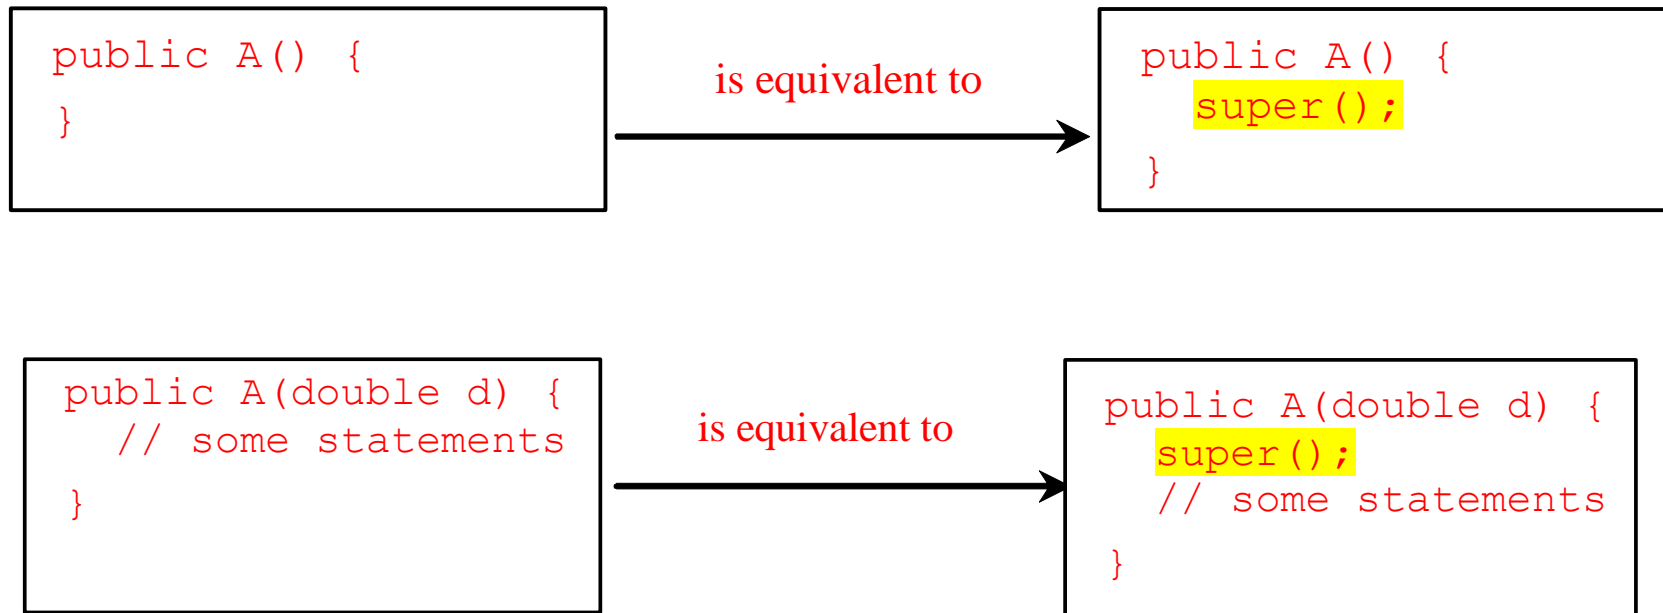 public A() {
}
is equivalent to
public A() {
super();
}
public A(double d) {
// some statements
}
is equivalent to
public A(double d) {
super();
// some statements
}